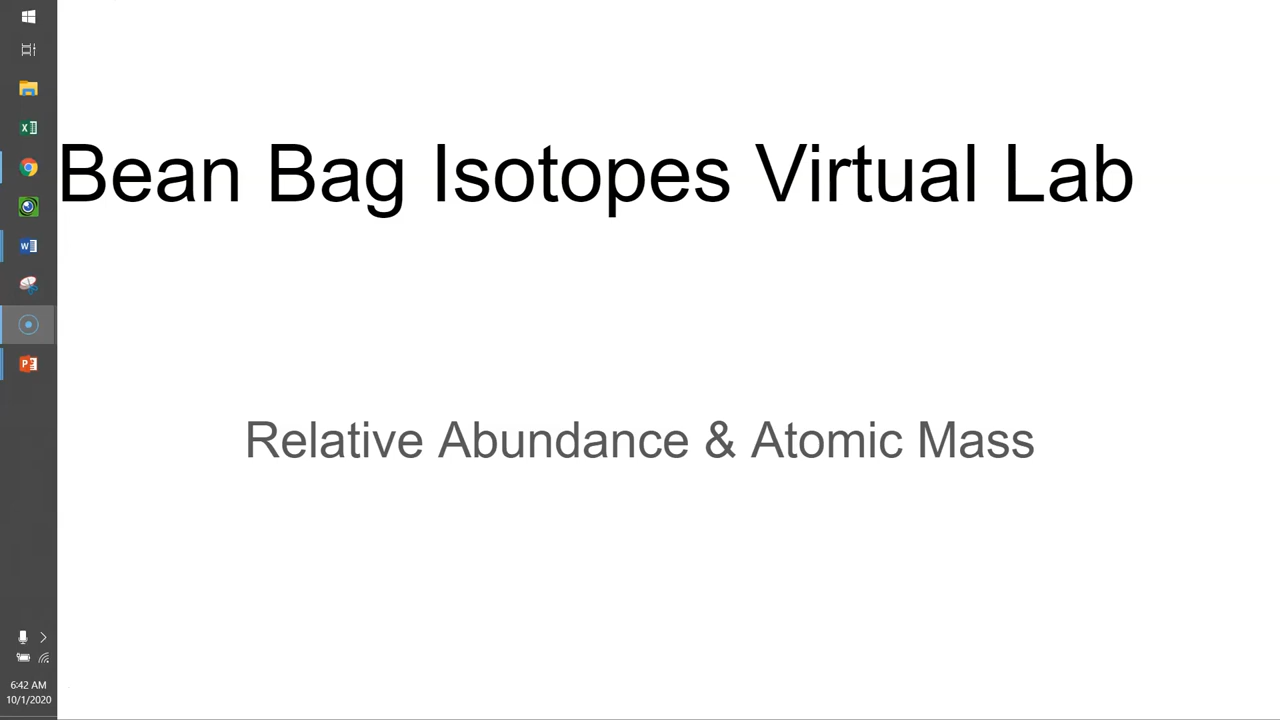 Bean Bag Isotopes Virtual Lab
Relative Abundance & Atomic Mass
6:42 AM
10/1/2020